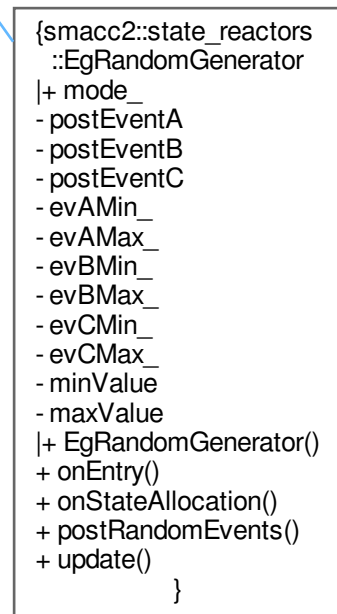 {smacc2::state_reactors
::EgRandomGenerator
|+ mode_
- postEventA
- postEventB
- postEventC
- evAMin_
- evAMax_
- evBMin_
- evBMax_
- evCMin_
- evCMax_
- minValue
- maxValue
|+ EgRandomGenerator()
+ onEntry()
+ onStateAllocation()
+ postRandomEvents()
+ update()
}